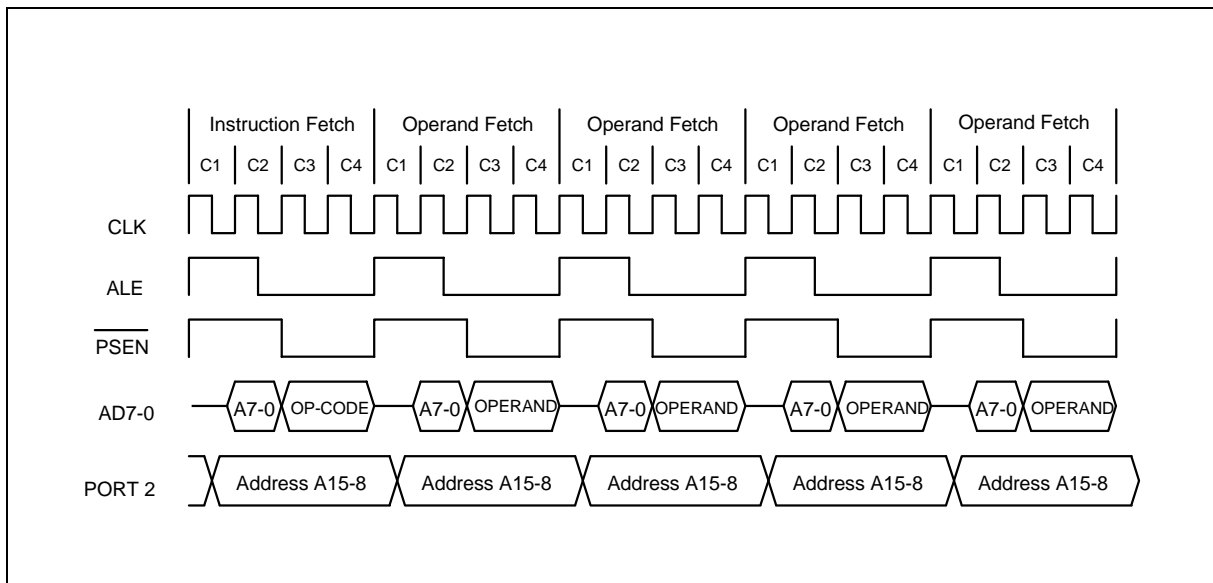 Instruction Fetch Operand Fetch Operand Fetch Operand Fetch Operand Fetch
C1 C2 C3 C4 C1 C2 C3 C4 C1 C2 C3 C4 C1 C2 C3 C4 C1 C2 C3 C4
CLK
ALE
PSEN
AD7-0 A7-0 OP-CODE A7-0 OPERAND A7-0 OPERAND A7-0 OPERAND A7-0 OPERAND
PORT 2 Address A15-8 Address A15-8 Address A15-8 Address A15-8 Address A15-8